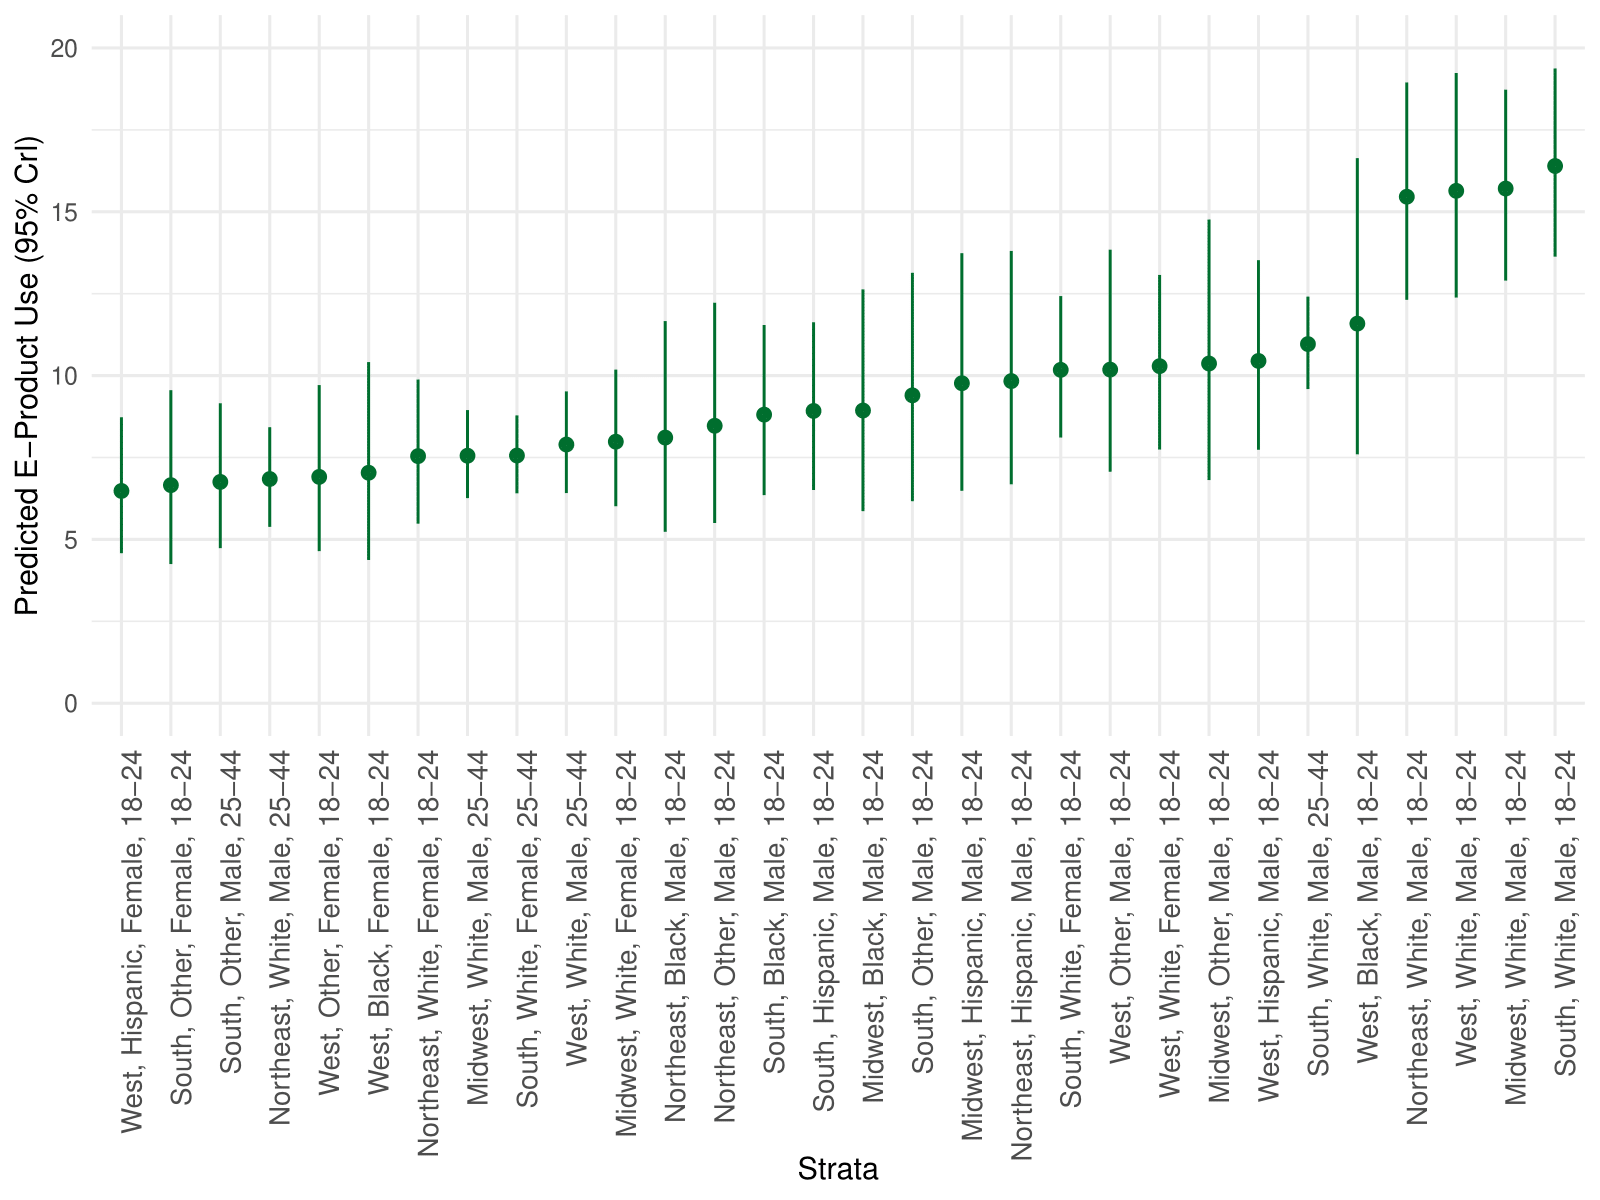 Predicted E−Product Use (95% CrI)
20
15
10
5
0
West, Hispanic, Female, 18−24
South, Other, Female, 18−24
South, Other, Male, 25−44
Northeast, White, Male, 25−44
West, Other, Female, 18−24
West, Black, Female, 18−24
Northeast, White, Female, 18−24
Midwest, White, Male, 25−44
South, White, Female, 25−44
West, White, Male, 25−44
Midwest, White, Female, 18−24
Northeast, Black, Male, 18−24
Northeast, Other, Male, 18−24
South, Black, Male, 18−24
South, Hispanic, Male, 18−24
Midwest, Black, Male, 18−24
South, Other, Male, 18−24
Midwest, Hispanic, Male, 18−24
Northeast, Hispanic, Male, 18−24
South, White, Female, 18−24
West, Other, Male, 18−24
West, White, Female, 18−24
Midwest, Other, Male, 18−24
West, Hispanic, Male, 18−24
South, White, Male, 25−44
West, Black, Male, 18−24
Northeast, White, Male, 18−24
West, White, Male, 18−24
Midwest, White, Male, 18−24
South, White, Male, 18−24
Strata